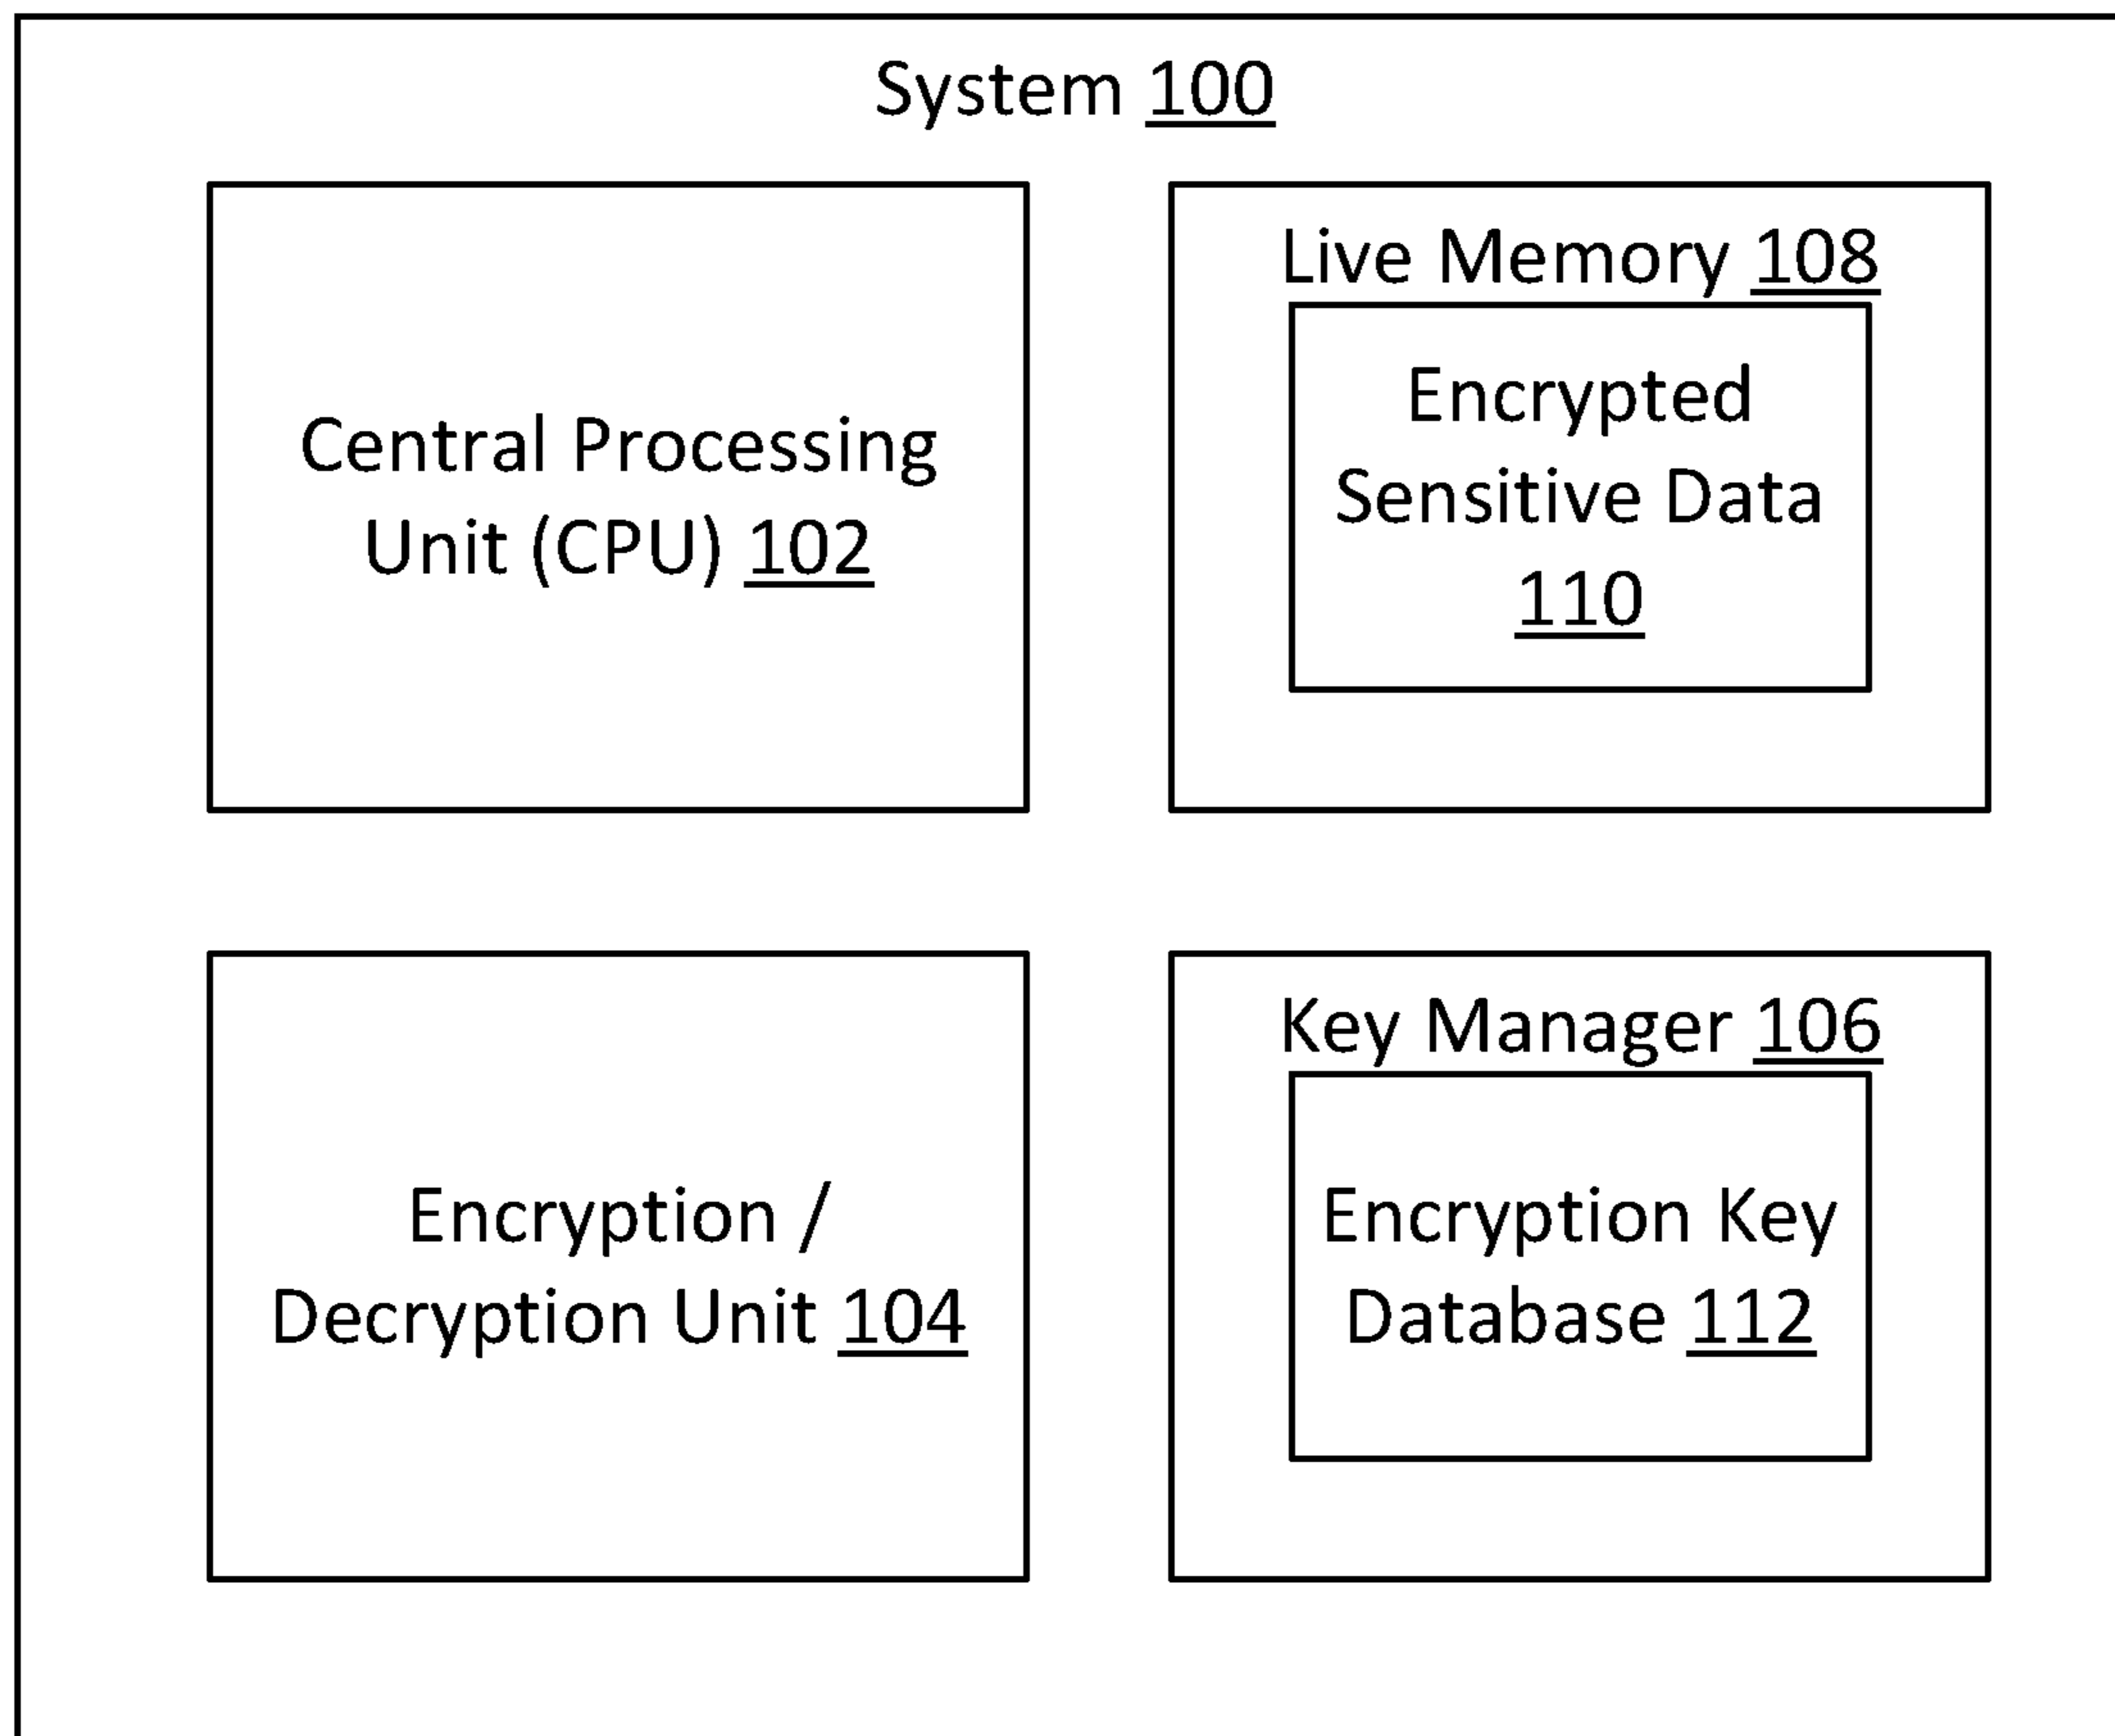 System 100
Central Processing
Unit (CPU) 102
Live Memory 108
Encrypted
Sensitive Data
110
Encryption /
Decryption Unit 104
Key Manager 106
Encryption Key
Database 112